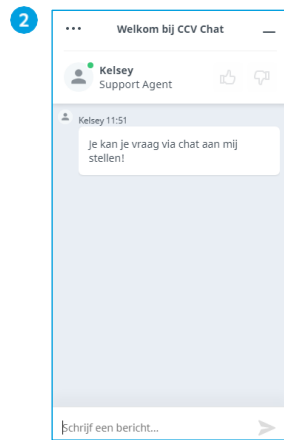 2
Welkom bij CCV Chat
Kelsey
Support Agent
Kelsey 11:51
Je kan je vraag via chat aan mij
stellen!
Schrijf een bericht...